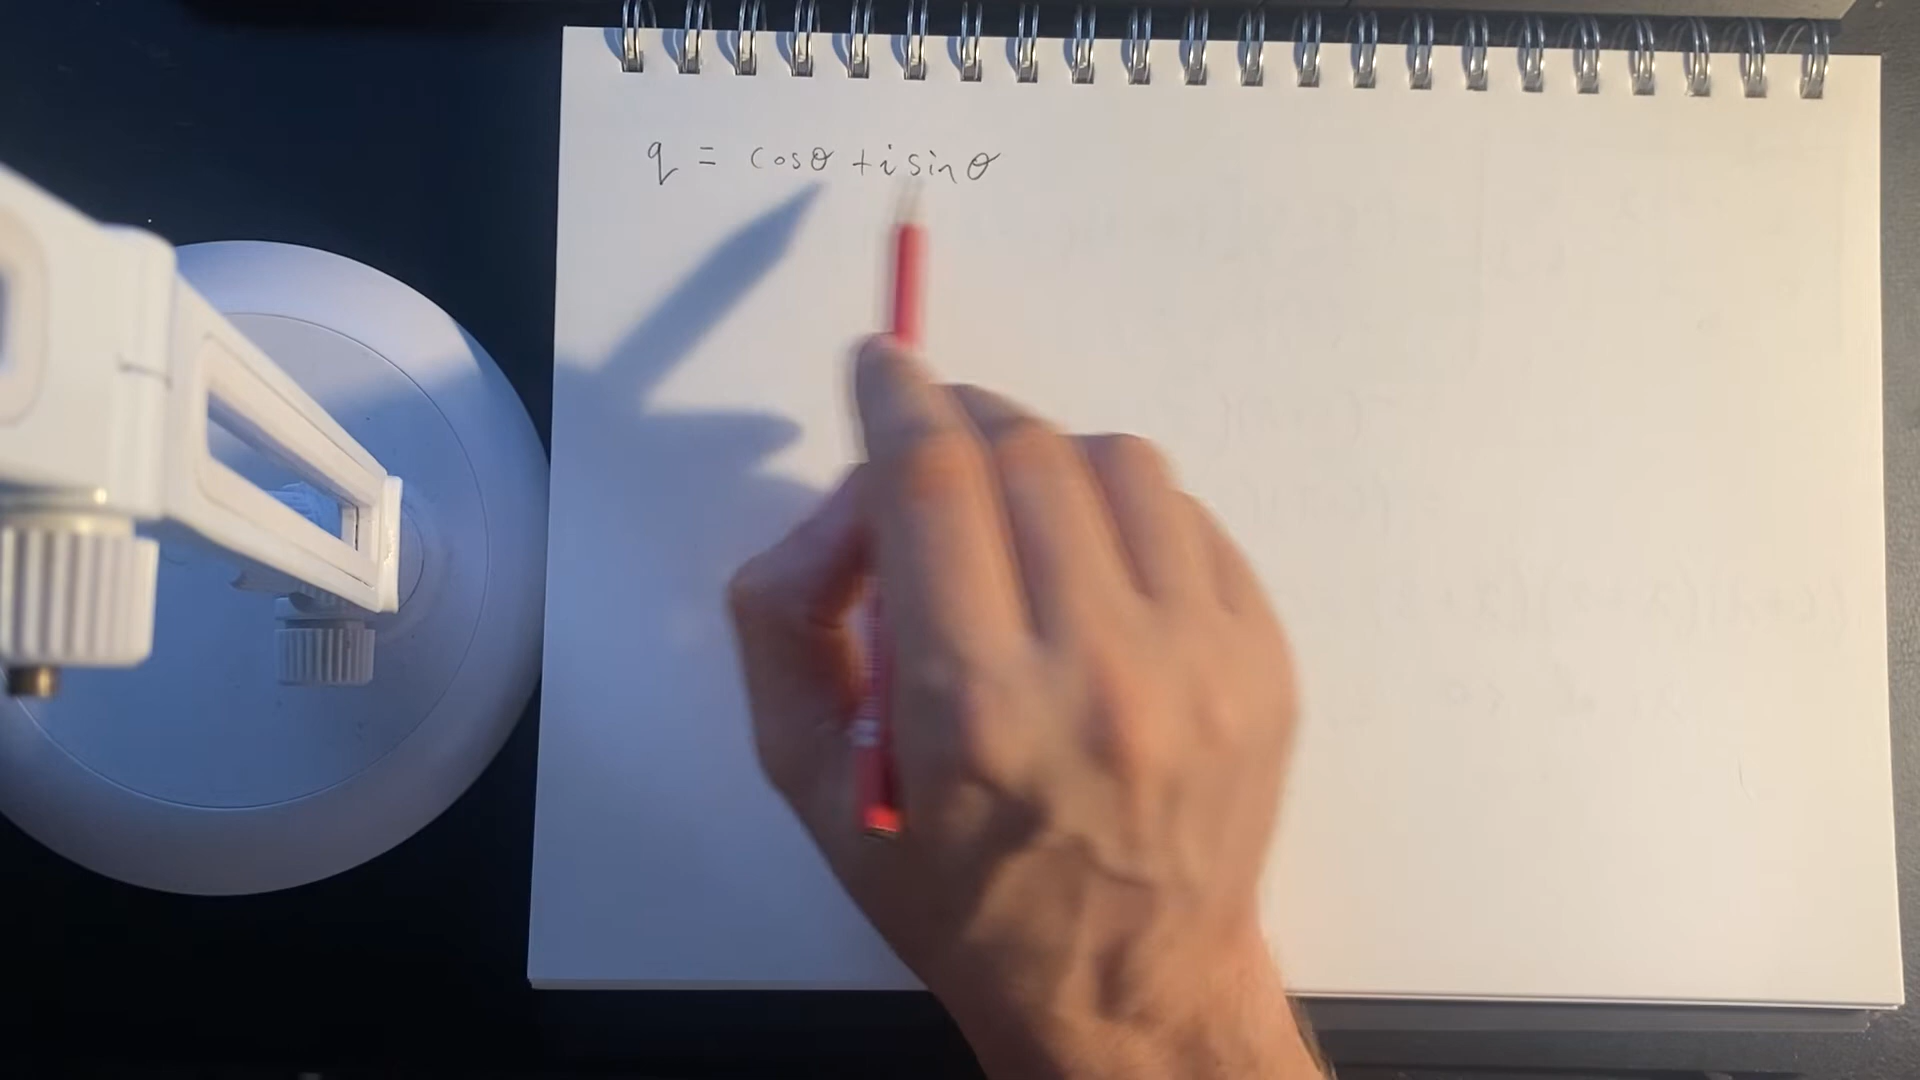 q = cosθ + i sinθ